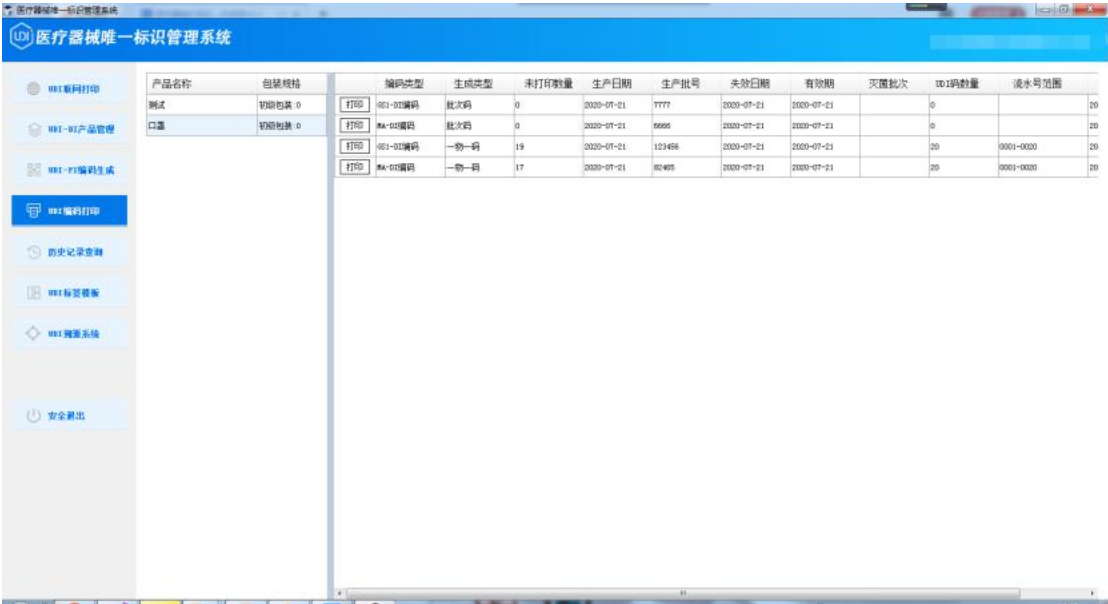 医疗器械唯一标识管理系统
UDI 医疗器械唯一标识管理系统
UDI联网打印
UDI-DI产品管理
UDI-PI编码生成
UDI编码打印
历史记录查询
UDI标签模板
UDI溯源系统
安全退出
产品名称 包装规格
测试 初级包装:0
口罩 初级包装:0
编码类型 生成类型 未打印数量 生产日期 生产批号 失效日期 有效期 灭菌批次 UDI码数量 流水号范围
打印 GS1-DI编码 批次码 0 2020-07-21 7777 2020-07-21 2020-07-21 0 20
打印 MA-DI编码 批次码 0 2020-07-21 6666 2020-07-21 2020-07-21 0 20
打印 GS1-DI编码 一物一码 19 2020-07-21 123456 2020-07-21 2020-07-21 20 0001-0020 20
打印 MA-DI编码 一物一码 17 2020-07-21 2020-07-21 2020-07-21 20 0001-0020 20